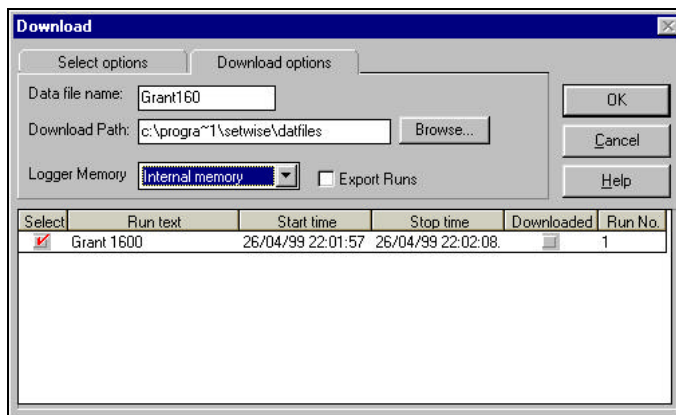 Download
Select options
Download options
Data file name: Grant160
OK
Download Path: c:\progra~1\setwise\datfiles Browse...
Cancel
Logger Memory Internal memory Export Runs
Help
Select Run text Start time Stop time Downloaded Run No.
Grant 1600 26/04/99 22:01:57 26/04/99 22:02:08. 1